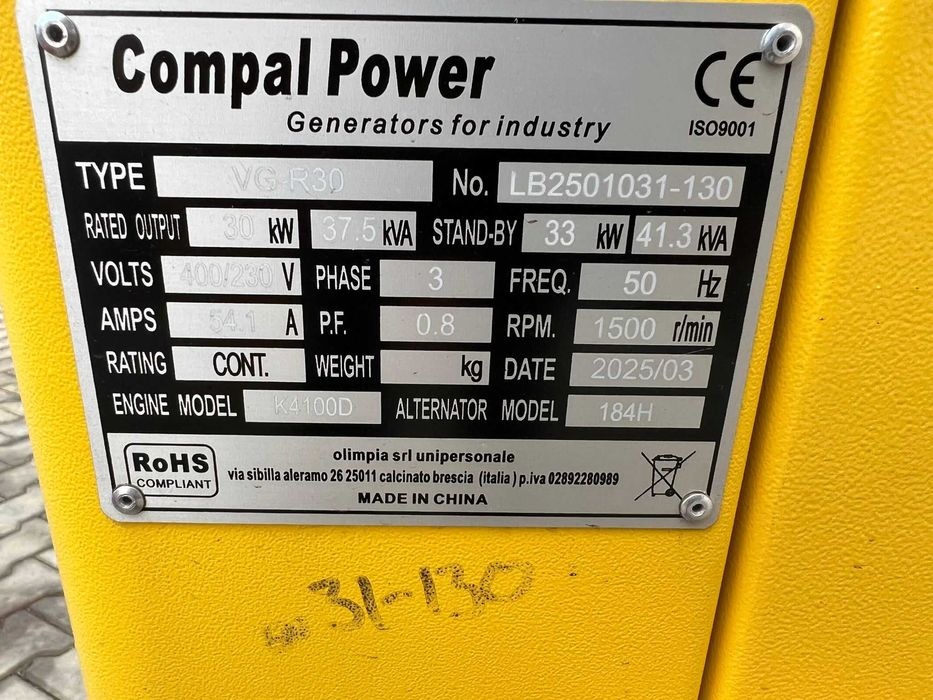 Compal Power
CE
Generators for industry
ISO9001
TYPE VG-R30 No. LB2501031-130
RATED OUTPUT 30 kW 37.5 kVA STAND-BY 33 kW 41.3 kVA
VOLTS 400/230 V PHASE 3 FREQ. 50 Hz
AMPS 54.1 A P.F. 0.8 RPM. 1500 r/min
RATING CONT. WEIGHT kg DATE 2025/03
ENGINE MODEL K4100D ALTERNATOR MODEL 184H
RoHS
COMPLIANT
olimpia srl unipersonale
via sibilla aleramo 26 25011 calcinato brescia (italia) p.iva 02892280989
MADE IN CHINA
31-130